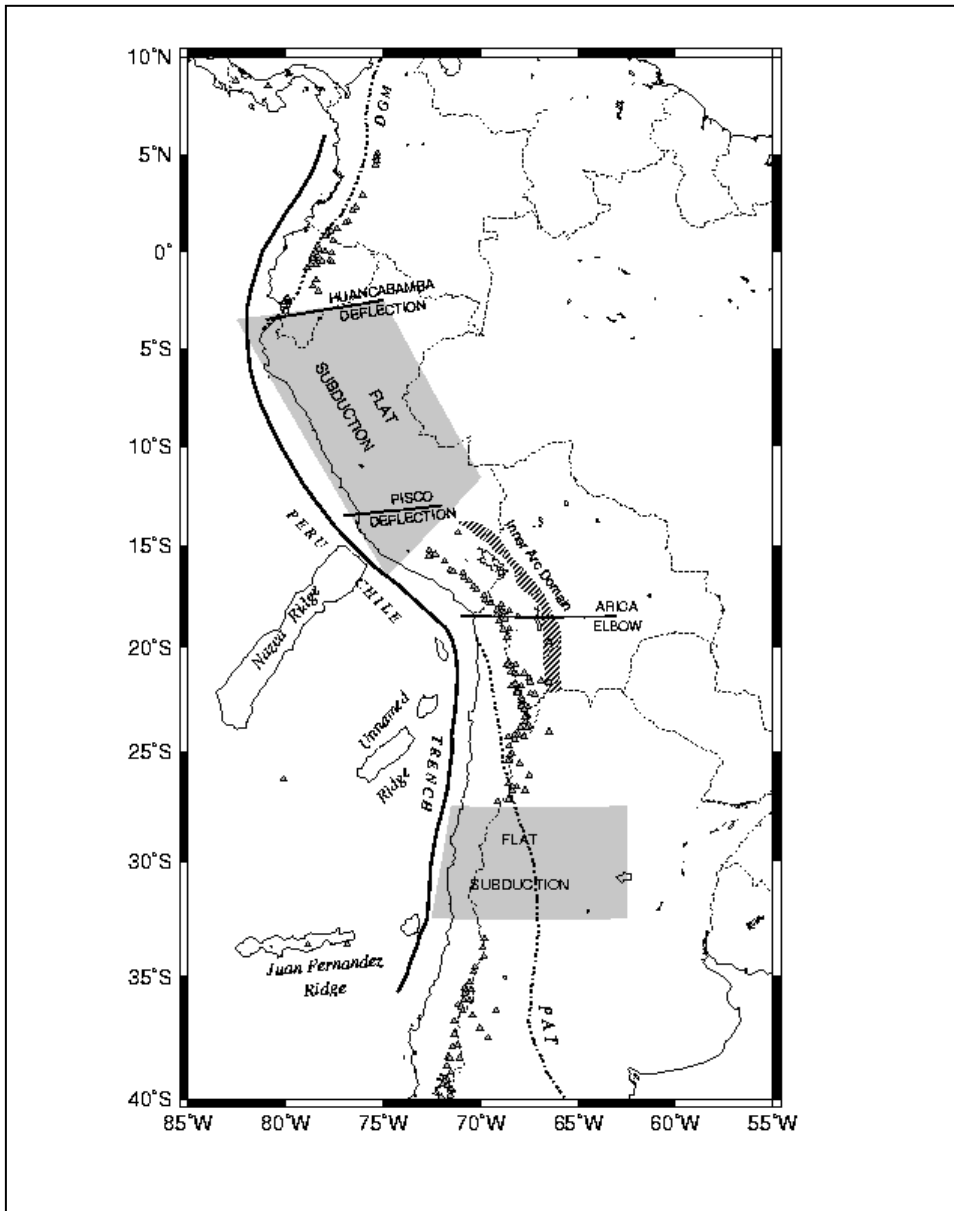 10°N
DGM
5°N
0°
HUANCABAMBA
DEFLECTION
5°S
FLAT
SUBDUCTION
10°S
PISCO
DEFLECTION
PERU
Inner Arc Domain
15°S
CHILE
ARICA
ELBOW
Nazca Ridge
20°S
Unnamed
Ridge
TRENCH
25°S
FLAT
SUBDUCTION
30°S
Juan Fernandez
Ridge
35°S
PAT
40°S
85°W 80°W 75°W 70°W 65°W 60°W 55°W